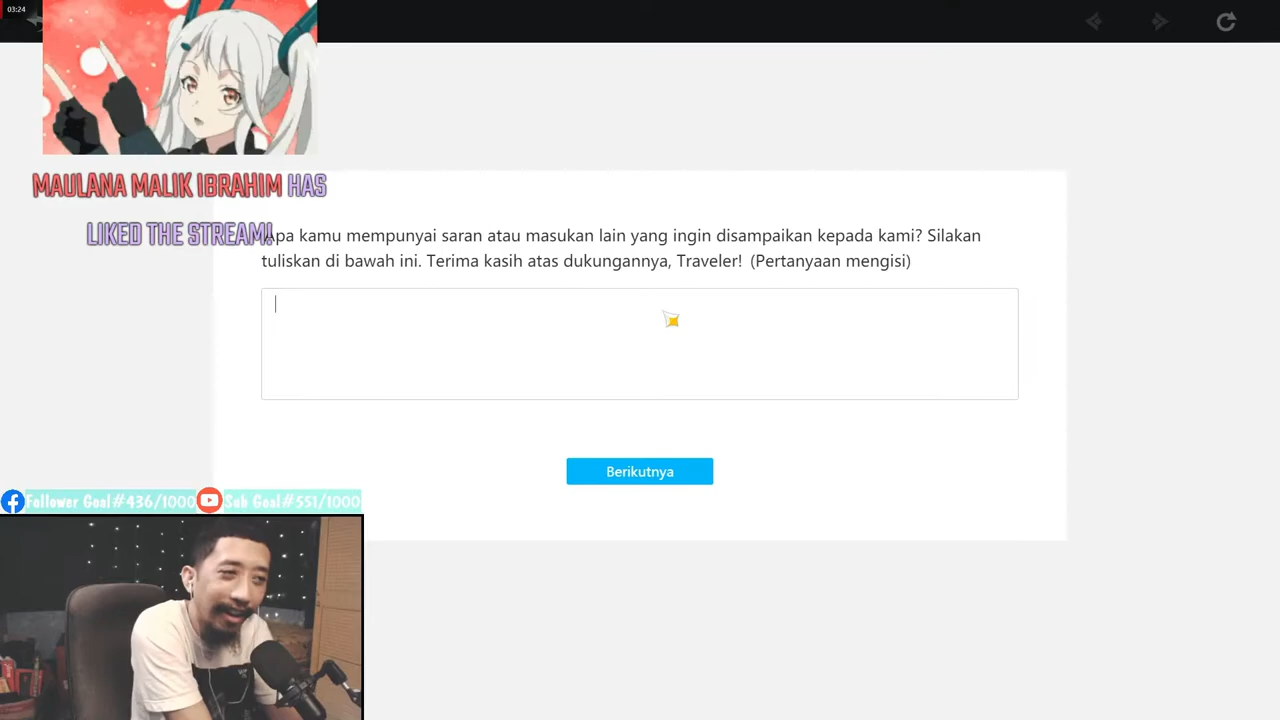 03:24
MAULANA MALIK IBRAHIM HAS
LIKED THE STREAM!
Apa kamu mempunyai saran atau masukan lain yang ingin disampaikan kepada kami? Silakan
tuliskan di bawah ini. Terima kasih atas dukungannya, Traveler! (Pertanyaan mengisi)
Berikutnya
Follower Goal#436/1000 Sub Goal#551/1000